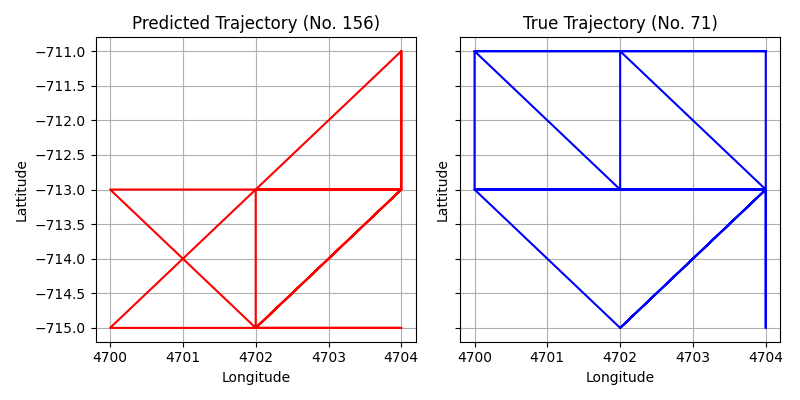 Predicted Trajectory (No. 156)
True Trajectory (No. 71)
−711.0
−711.5
−712.0
−712.5
−713.0
−713.5
−714.0
−714.5
−715.0
Lattitude
Lattitude
4700 4701 4702 4703 4704
4700 4701 4702 4703 4704
Longitude
Longitude